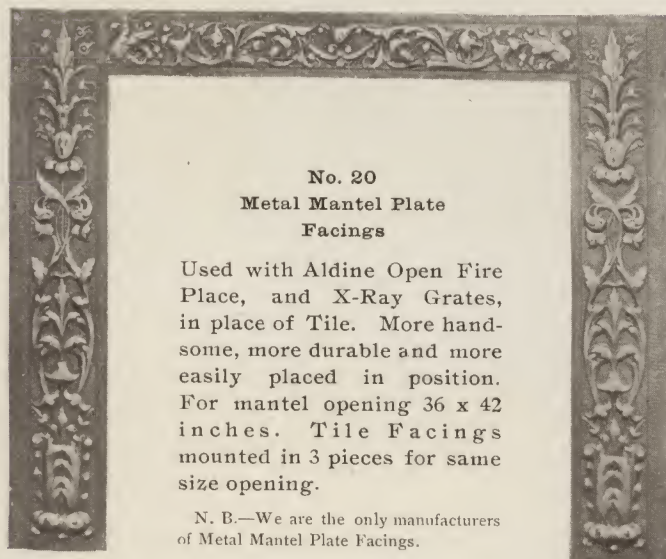 No. 20
Metal Mantel Plate
Facings
Used with Aldine Open Fire
Place, and X-Ray Grates,
in place of Tile. More hand-
some, more durable and more
easily placed in position.
For mantel opening 36 x 42
inches. Tile Facings
mounted in 3 pieces for same
size opening.
N. B.—We are the only manufacturers
of Metal Mantel Plate Facings.